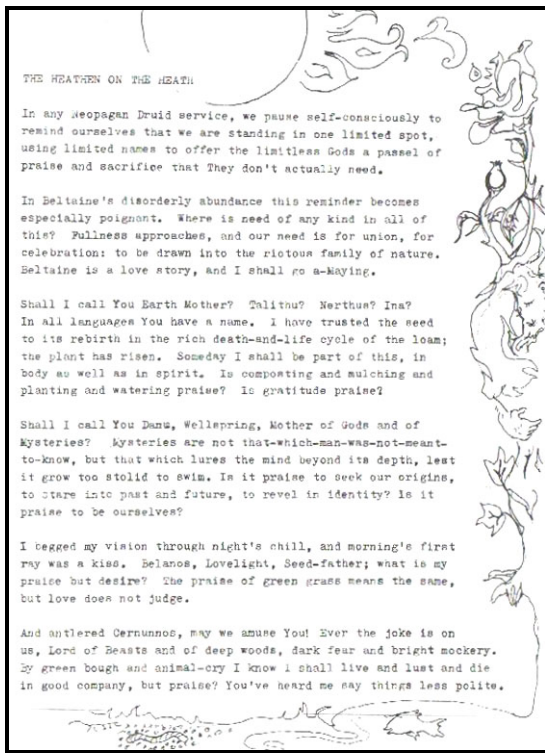 THE HEATHEN ON THE HEATH
In any Neopagan Druid service, we pause self-consciously to
remind ourselves that we are standing in one limited spot,
using limited names to offer the limitless Gods a passel of
praise and sacrifice that They don't actually need.
In Beltaine's disorderly abundance this reminder becomes
especially poignant. Where is need of any kind in all of
this? Fullness approaches, and our need is for union, for
celebration: to be drawn into the riotous family of nature.
Beltaine is a love story, and I shall go a-Maying.
Shall I call You Earth Mother? Talithu? Nerthus? Ina?
In all languages You have a name. I have trusted the seed
to its rebirth in the rich death-and-life cycle of the loam;
the plant has risen. Someday I shall be part of this, in
body as well as in spirit. Is composting and mulching and
planting and watering praise? Is gratitude praise?
Shall I call You Danu, Wellspring, Mother of Gods and of
Mysteries? Mysteries are not that-which-man-was-not-meant-
to-know, but that which lures the mind beyond its depth, lest
it grow too stolid to swim. Is it praise to seek our origins,
to stare into past and future, to revel in identity? Is it
praise to be ourselves?
I begged my vision through night's chill, and morning's first
ray was a kiss. Belanos, Lovelight, Seed-father; what is my
praise but desire? The praise of green grass means the same,
but love does not judge.
And antlered Cernunnos, may we amuse You! Ever the joke is on
us, Lord of Beasts and of deep woods, dark fear and bright mockery.
By green bough and animal-cry I know I shall live and lust and die
in good company, but praise? You've heard me say things less polite.